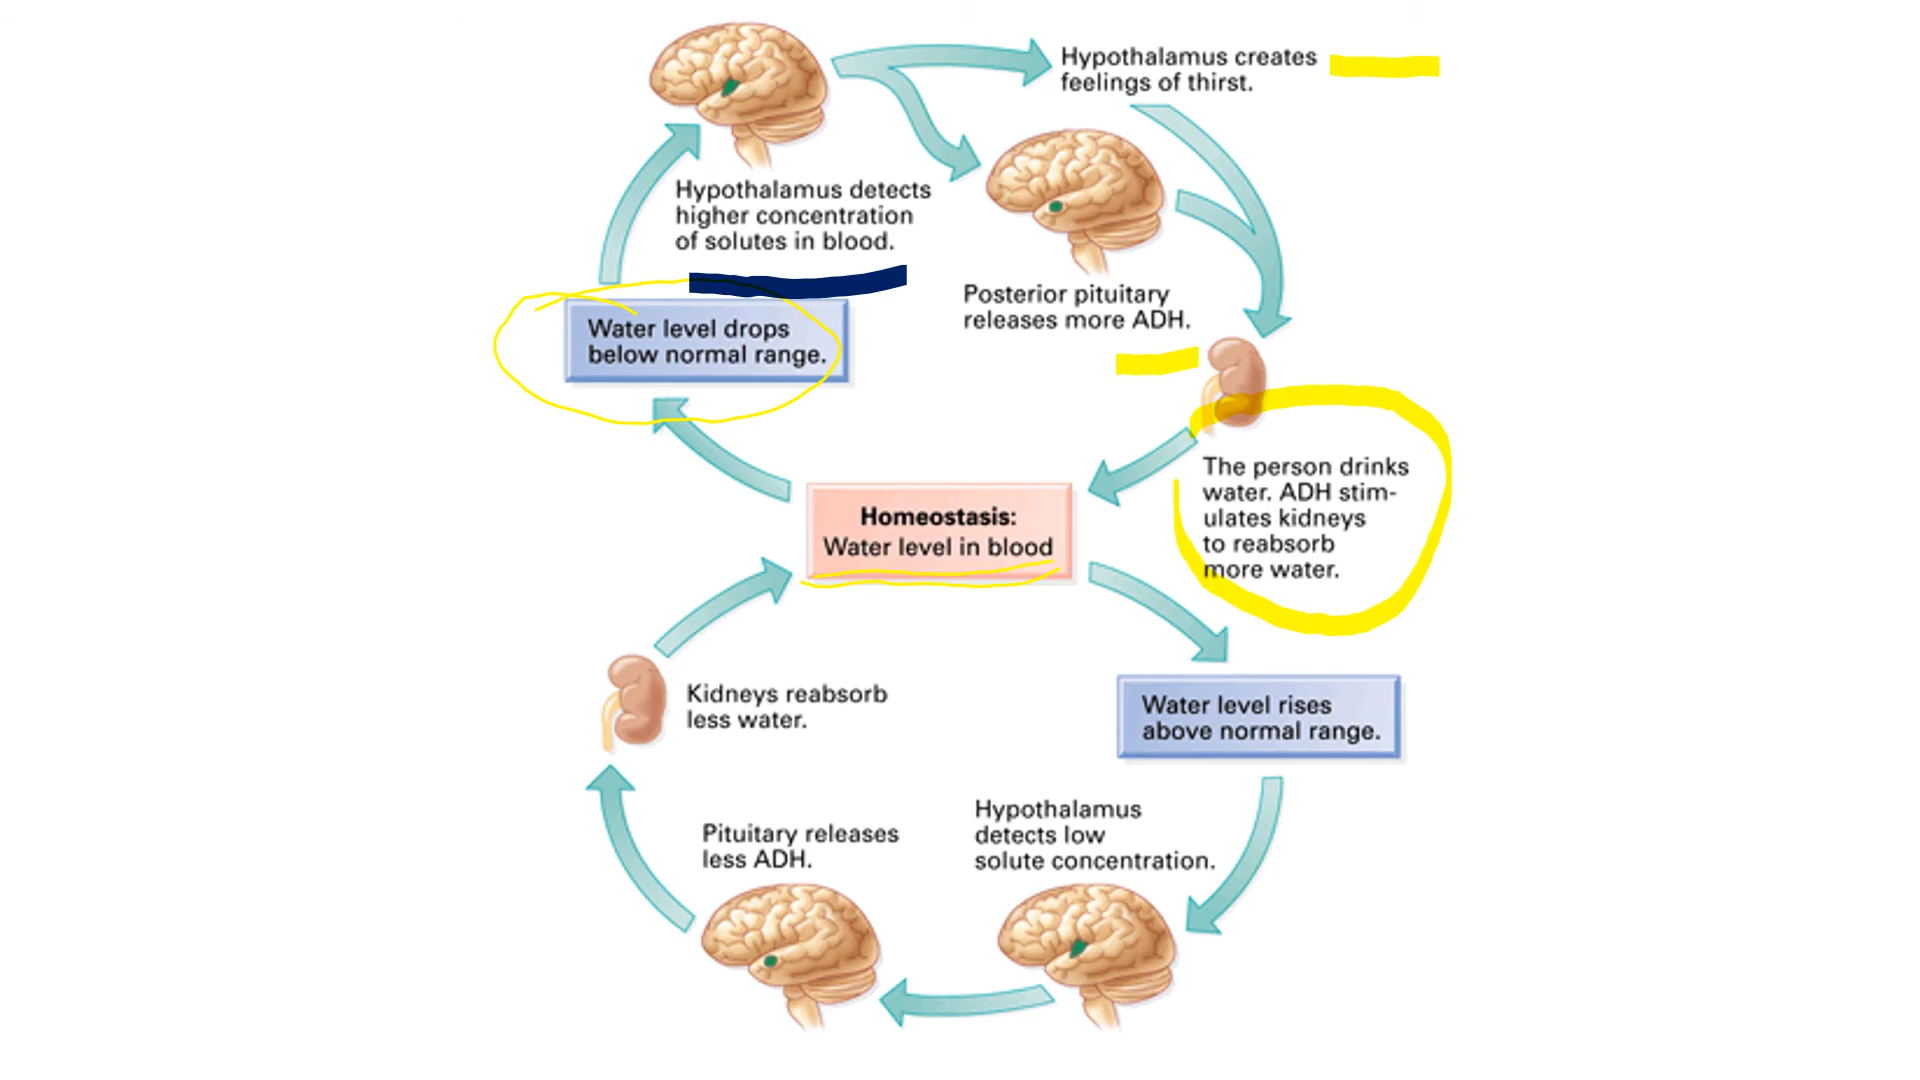 Hypothalamus creates
feelings of thirst.
Hypothalamus detects
higher concentration
of solutes in blood.
Posterior pituitary
releases more ADH.
Water level drops
below normal range.
The person drinks
water. ADH stim-
ulates kidneys
to reabsorb
more water.
Homeostasis:
Water level in blood
Kidneys reabsorb
less water.
Water level rises
above normal range.
Hypothalamus
detects low
solute concentration.
Pituitary releases
less ADH.